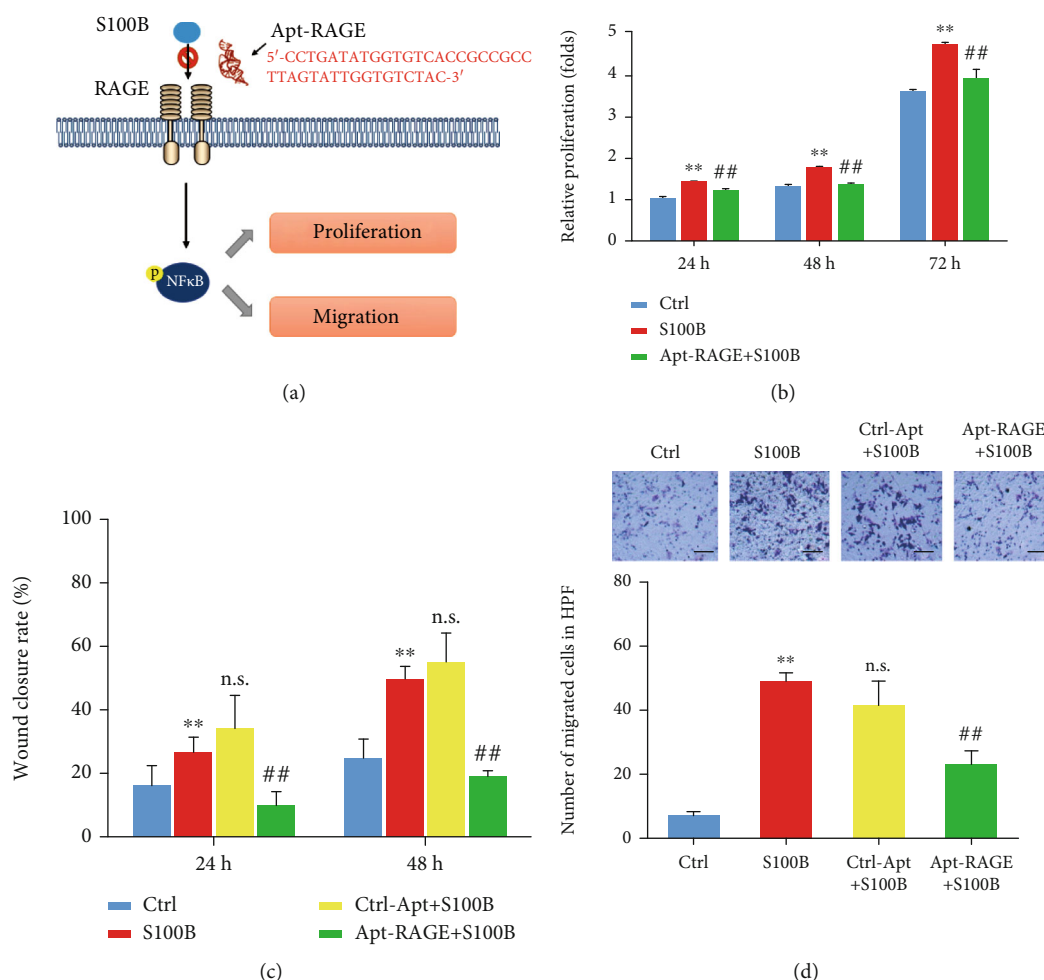 S100B
Apt-RAGE
5′-CCTGATATGGTGTCACCGCCGCC
TTAGTATTGGTGTCTAC-3′
RAGE
P
NFκB
Proliferation
Migration
(a)
Relative proliferation (folds)
5
4
3
2
1
0
**
##
**
##
**
##
24 h
48 h
72 h
Ctrl
S100B
Apt-RAGE+S100B
(b)
Wound closure rate (%)
100
80
60
40
20
0
**
n.s.
##
**
n.s.
##
24 h
48 h
Ctrl
S100B
Ctrl-Apt+S100B
Apt-RAGE+S100B
(c)
Ctrl
S100B
Ctrl-Apt
+S100B
Apt-RAGE
+S100B
Number of migrated cells in HPF
80
60
40
20
0
**
n.s.
##
Ctrl
S100B
Ctrl-Apt
+S100B
Apt-RAGE
+S100B
(d)